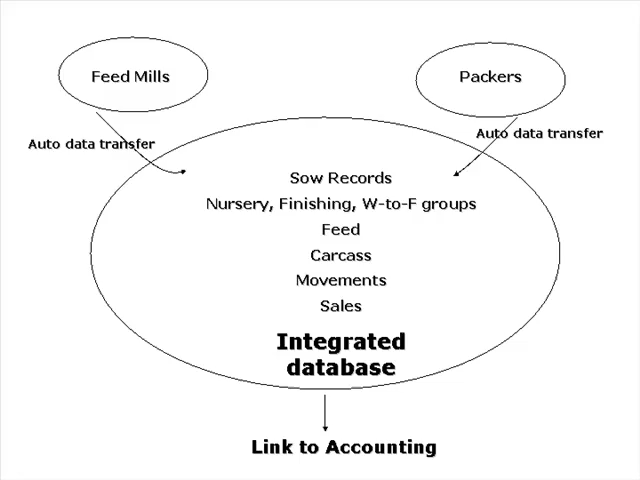 Feed Mills
Packers
Auto data transfer
Auto data transfer
Sow Records
Nursery, Finishing, W-to-F groups
Feed
Carcass
Movements
Sales
Integrated
database
Link to Accounting